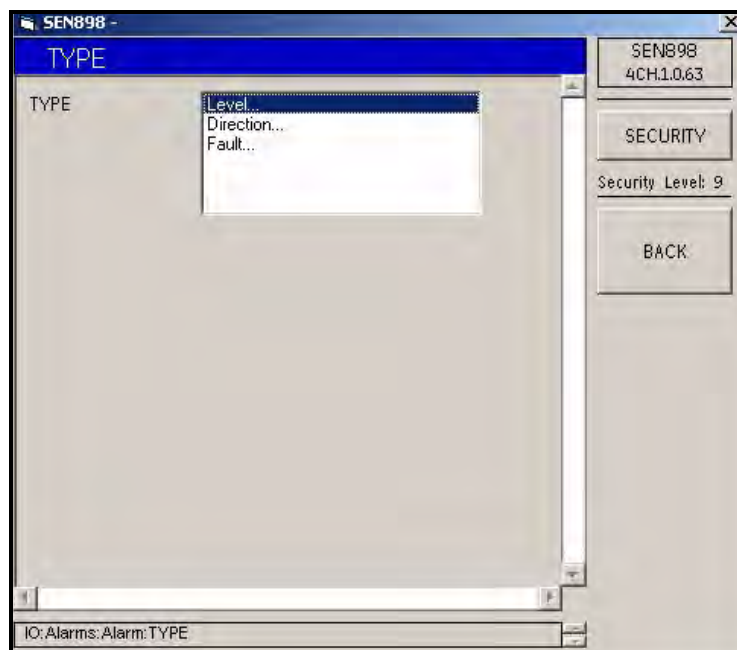 SEN898 -
TYPE
SEN898
4CH.1.0.63
TYPE
Level...
Direction...
Fault...
SECURITY
Security Level: 9
BACK
IO:Alarms:Alarm:TYPE